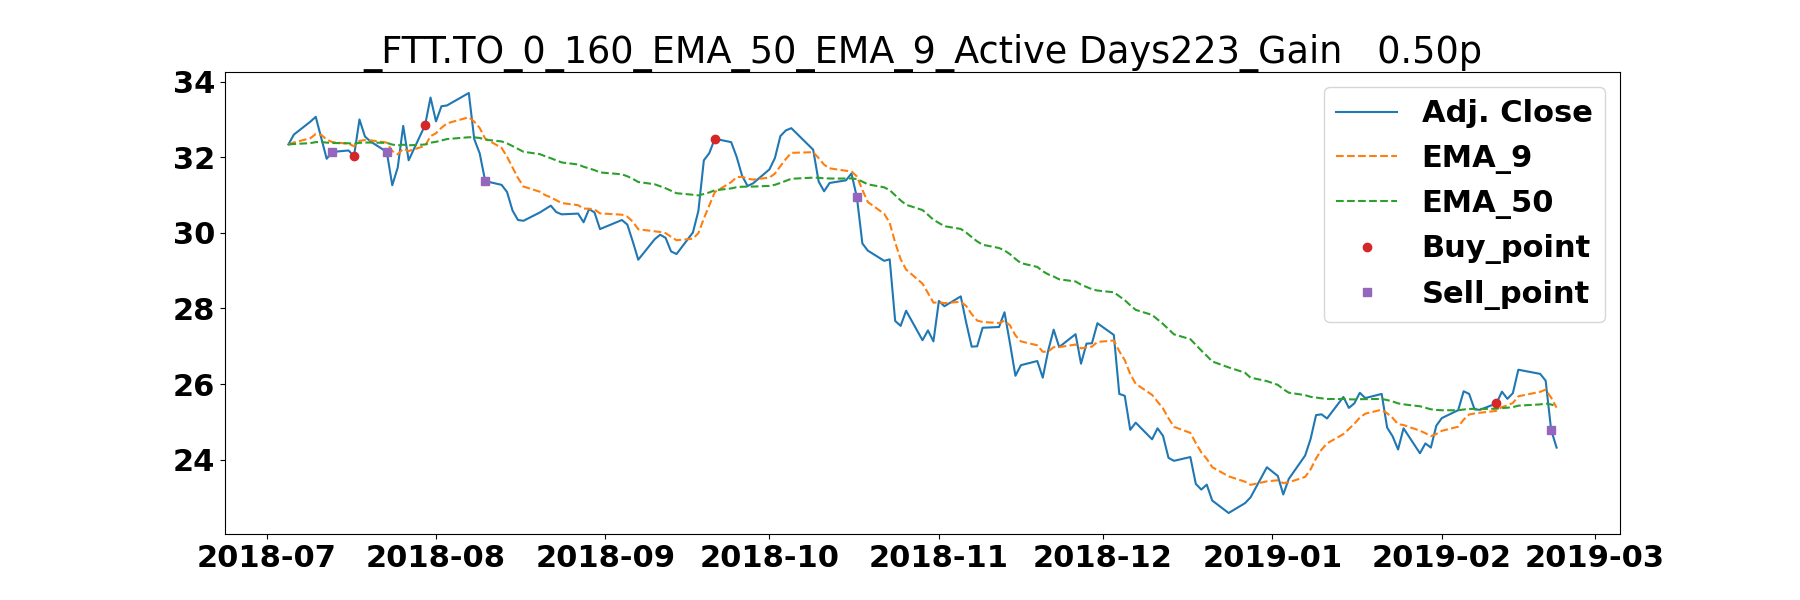 _FTT.TO_0_160_EMA_50_EMA_9_Active Days223_Gain   0.50p
34
32
30
28
26
24
Adj. Close
EMA_9
EMA_50
Buy_point
Sell_point
2018-07 2018-08 2018-09 2018-10 2018-11 2018-12 2019-01 2019-02 2019-03